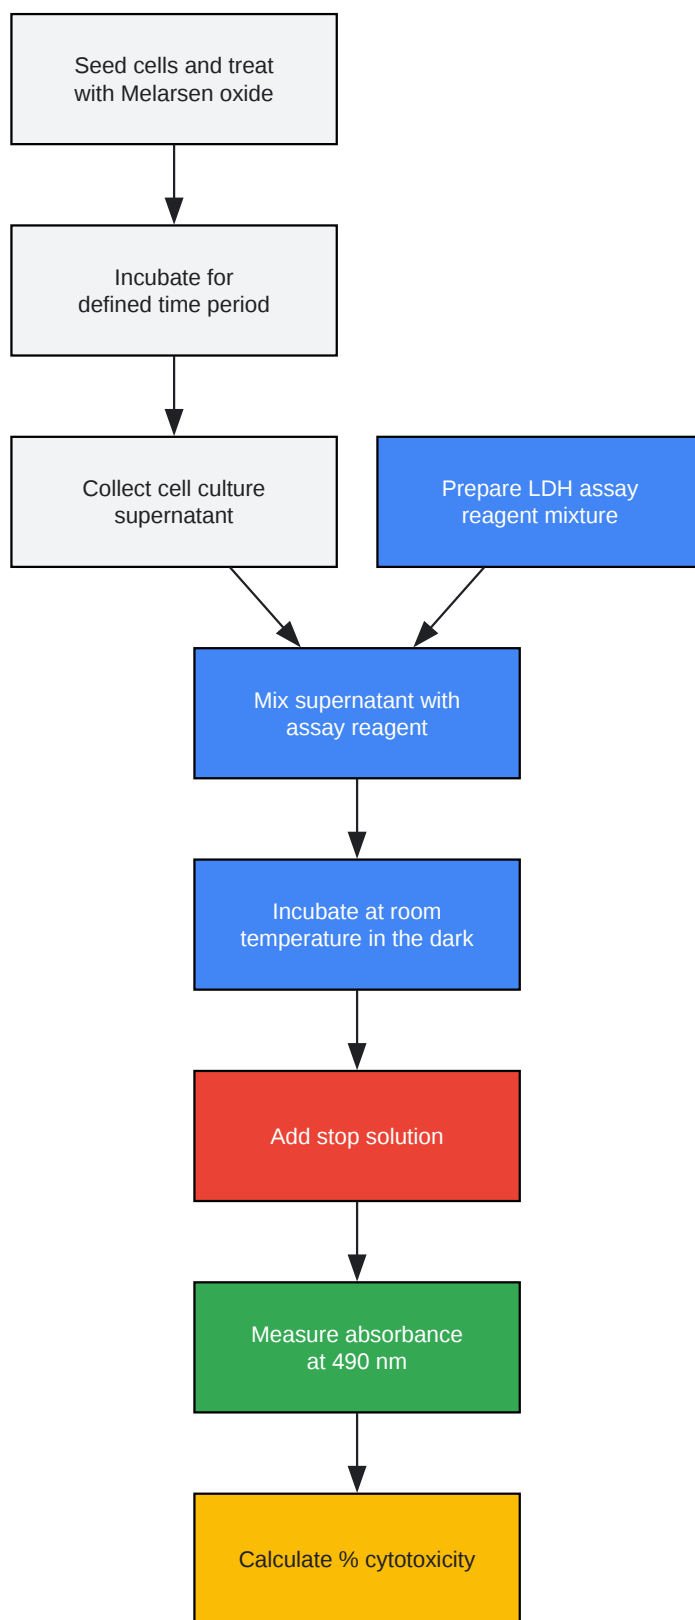 Seed cells and treat
with Melarsen oxide
Incubate for
defined time period
Collect cell culture
supernatant
Prepare LDH assay
reagent mixture
Mix supernatant with
assay reagent
Incubate at room
temperature in the dark
Add stop solution
Measure absorbance
at 490 nm
Calculate % cytotoxicity